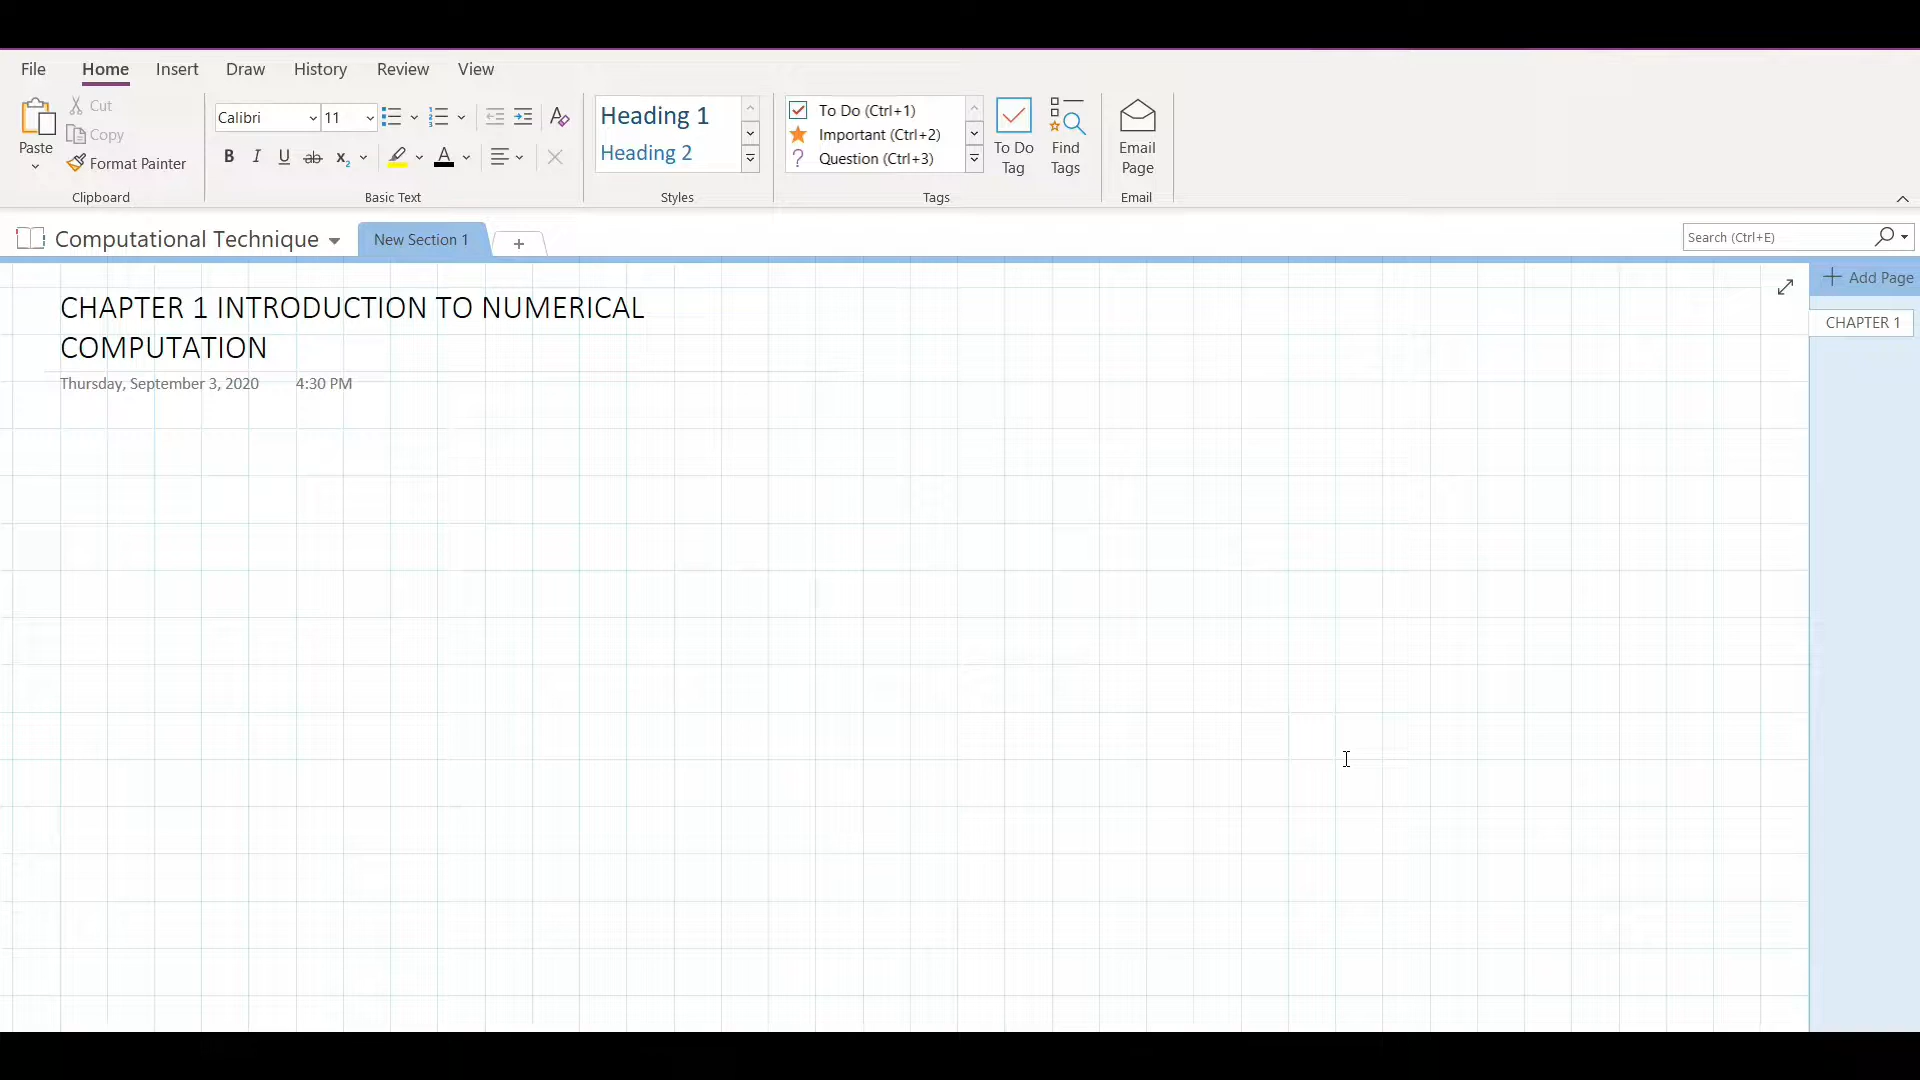 File Home Insert Draw History Review View
Paste
Cut
Copy
Format Painter
Clipboard
Calibri 11
B I U ab x₂ A
Basic Text
Heading 1
Heading 2
Styles
To Do (Ctrl+1)
Important (Ctrl+2)
? Question (Ctrl+3)
To Do
Tag
Find
Tags
Tags
Email
Page
Email
Computational Technique New Section 1 +
Search (Ctrl+E)
CHAPTER 1 INTRODUCTION TO NUMERICAL
COMPUTATION
Thursday, September 3, 2020 4:30 PM
+ Add Page
CHAPTER 1